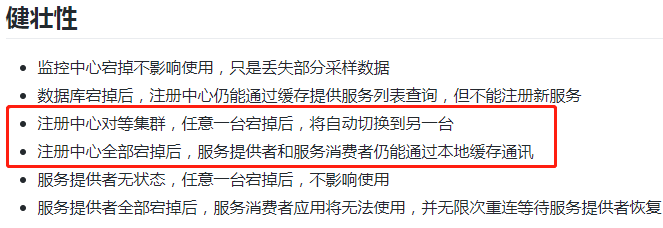 健壮性
监控中心宕掉不影响使用，只是丢失部分采样数据
数据库宕掉后，注册中心仍能通过缓存提供服务列表查询，但不能注册新服务
注册中心对等集群，任意一台宕掉后，将自动切换到另一台
注册中心全部宕掉后，服务提供者和服务消费者仍能通过本地缓存通讯
服务提供者无状态，任意一台宕掉后，不影响使用
服务提供者全部宕掉后，服务消费者应用将无法使用，并无限次重连等待服务提供者恢复